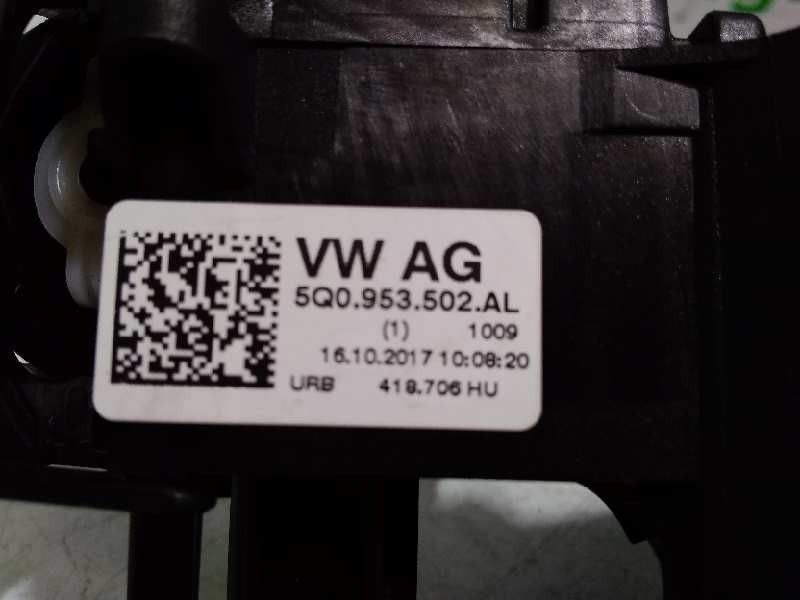 VW AG
5Q0.953.502.AL
(1) 1009
16.10.2017 10:08:20
URB 418.706 HU